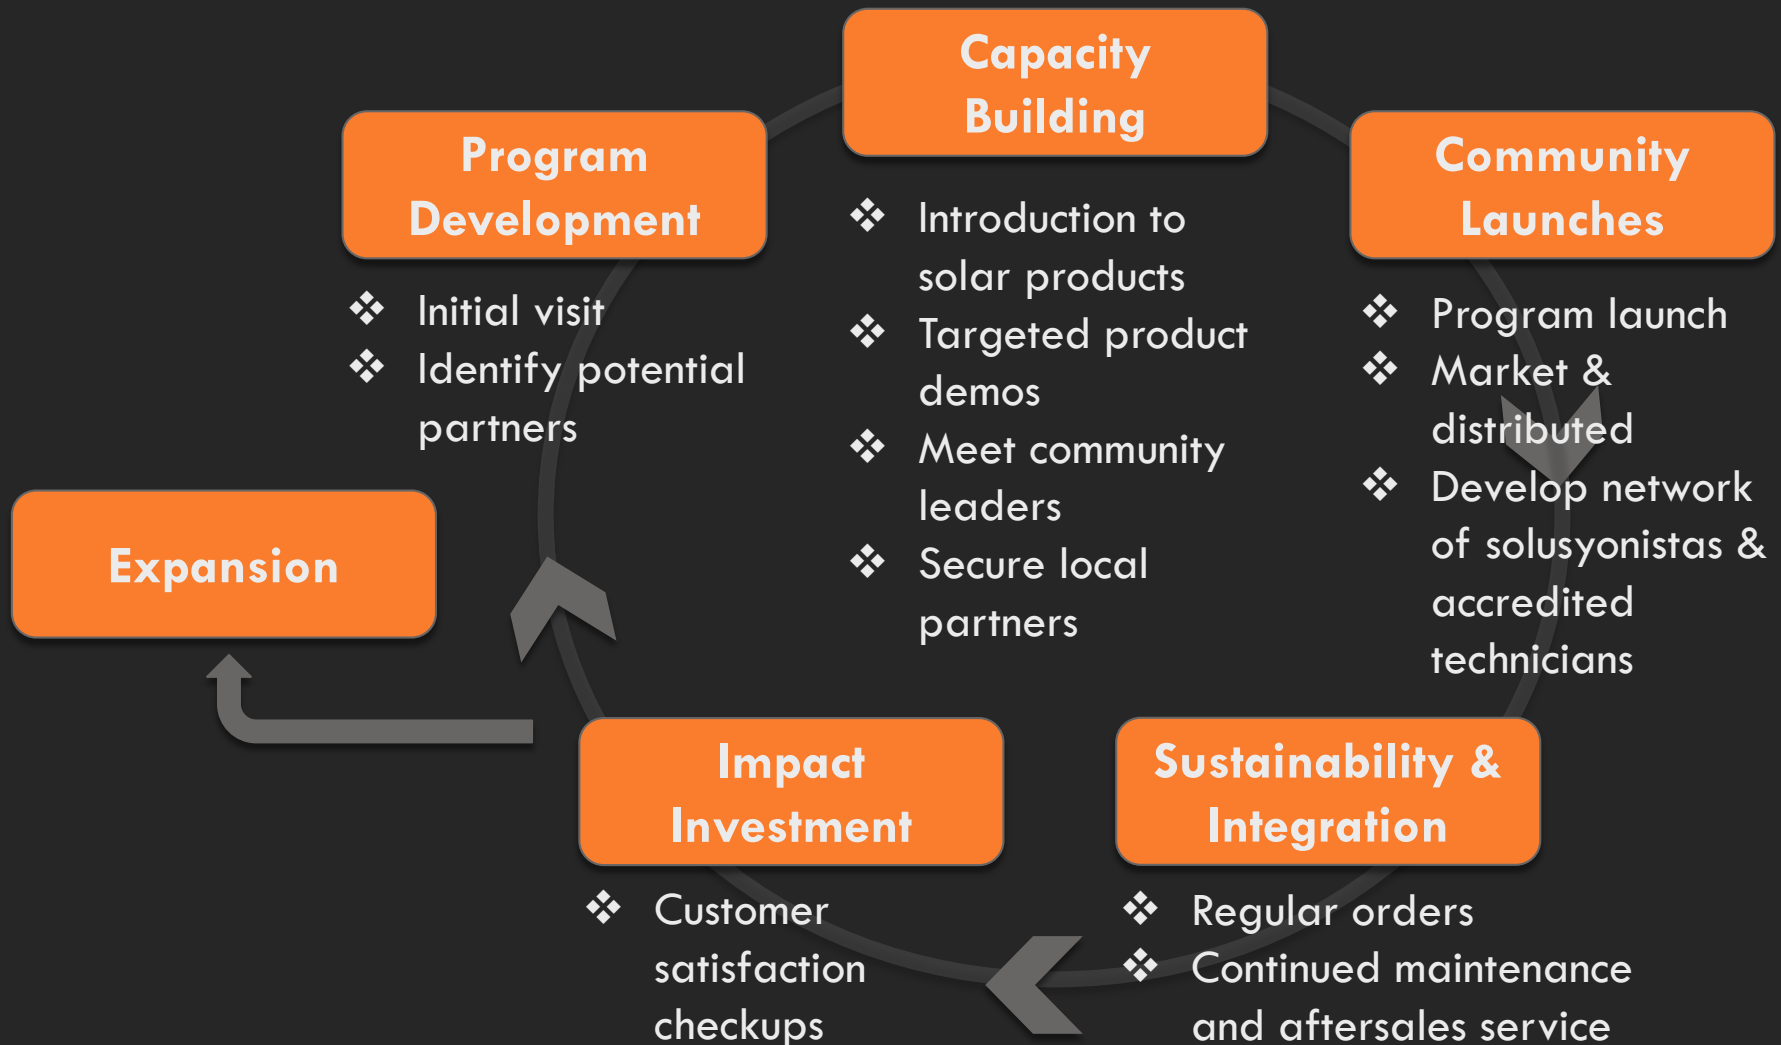 Program
Development
❖ Initial visit
❖ Identify potential
partners
Capacity
Building
❖ Introduction to
solar products
❖ Targeted product
demos
❖ Meet community
leaders
❖ Secure local
partners
Community
Launches
❖ Program launch
❖ Market &
distributed
❖ Develop network
of solusyonistas &
accredited
technicians
Sustainability &
Integration
❖ Regular orders
❖ Continued maintenance
and aftersales service
Impact
Investment
❖ Customer
satisfaction
checkups
Expansion